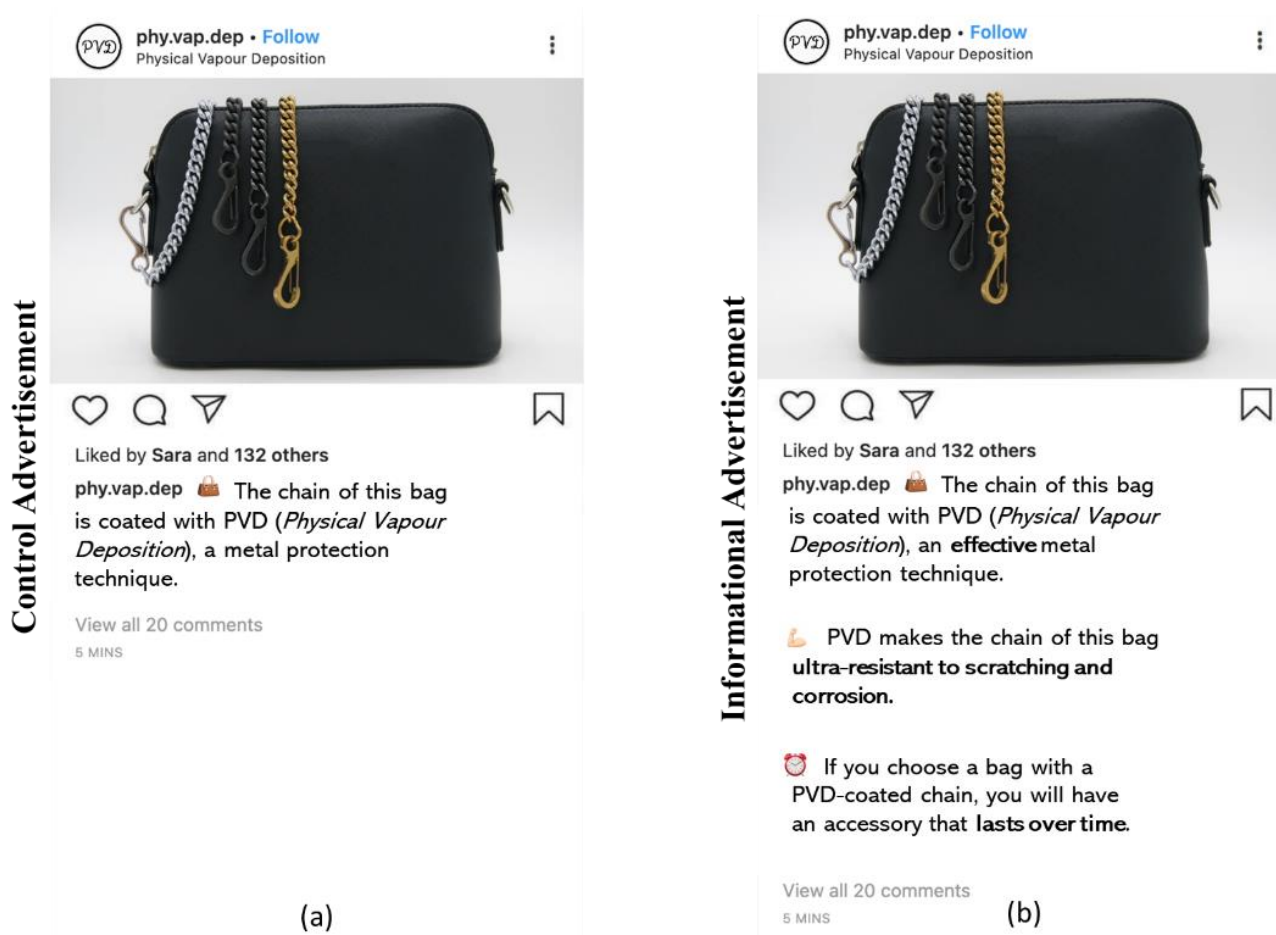 Control Advertisement
PVD
phy.vap.dep • Follow
Physical Vapour Deposition
Liked by Sara and 132 others
phy.vap.dep 👜 The chain of this bag
is coated with PVD (Physical Vapour
Deposition), a metal protection
technique.
View all 20 comments
5 MINS
(a)
Informational Advertisement
PVD
phy.vap.dep • Follow
Physical Vapour Deposition
Liked by Sara and 132 others
phy.vap.dep 👜 The chain of this bag
is coated with PVD (Physical Vapour
Deposition), an effective metal
protection technique.
💪🏻 PVD makes the chain of this bag
ultra-resistant to scratching and
corrosion.
⏰ If you choose a bag with a
PVD-coated chain, you will have
an accessory that lasts over time.
View all 20 comments
5 MINS
(b)